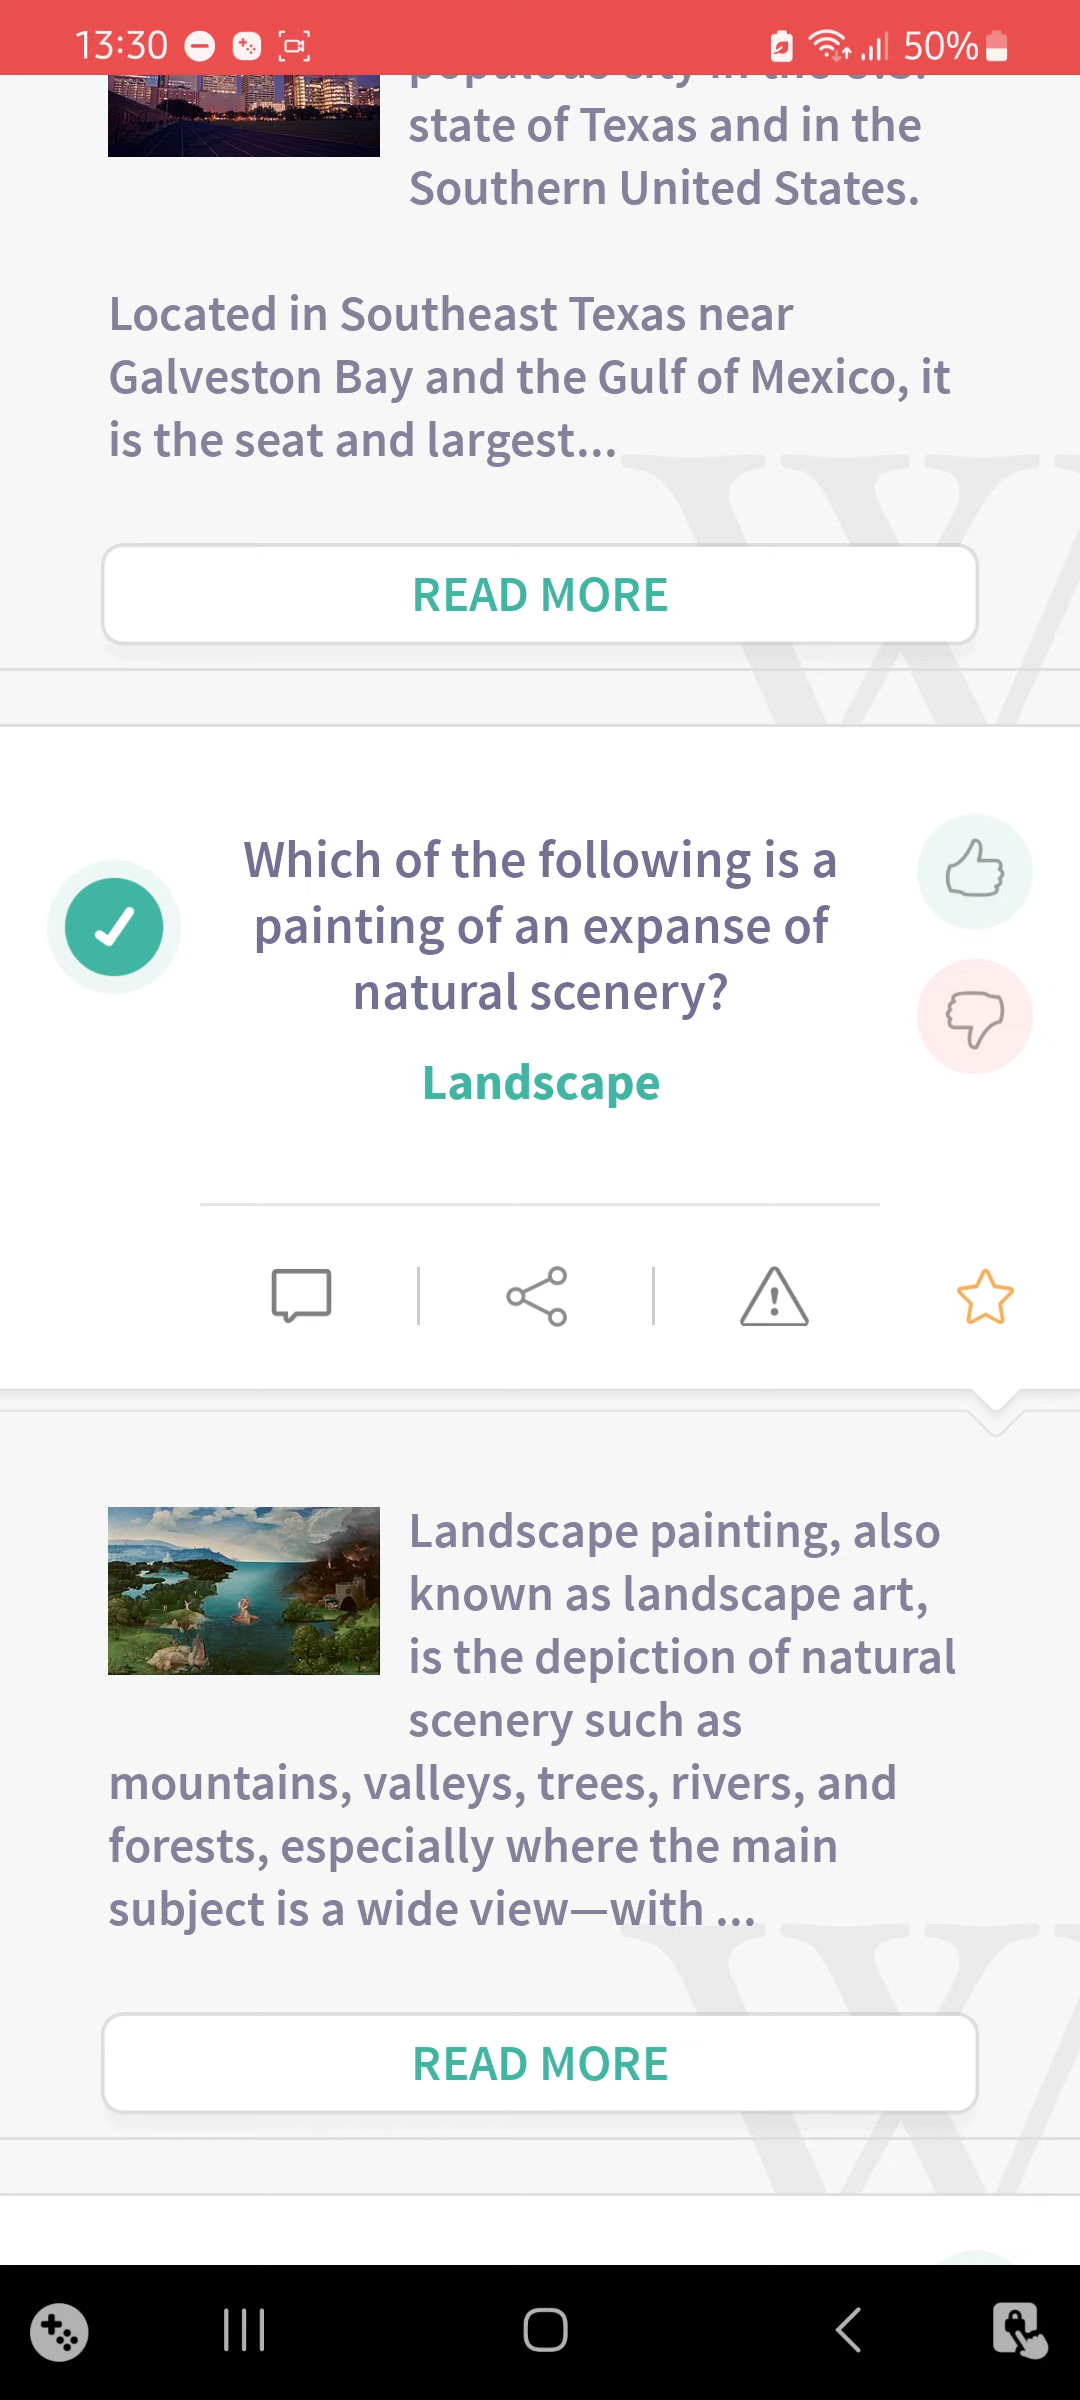 13:30
50%
populous city in the U.S.
state of Texas and in the
Southern United States.
Located in Southeast Texas near
Galveston Bay and the Gulf of Mexico, it
is the seat and largest...
READ MORE
Which of the following is a
painting of an expanse of
natural scenery?
Landscape
Landscape painting, also
known as landscape art,
is the depiction of natural
scenery such as
mountains, valleys, trees, rivers, and
forests, especially where the main
subject is a wide view—with ...
READ MORE